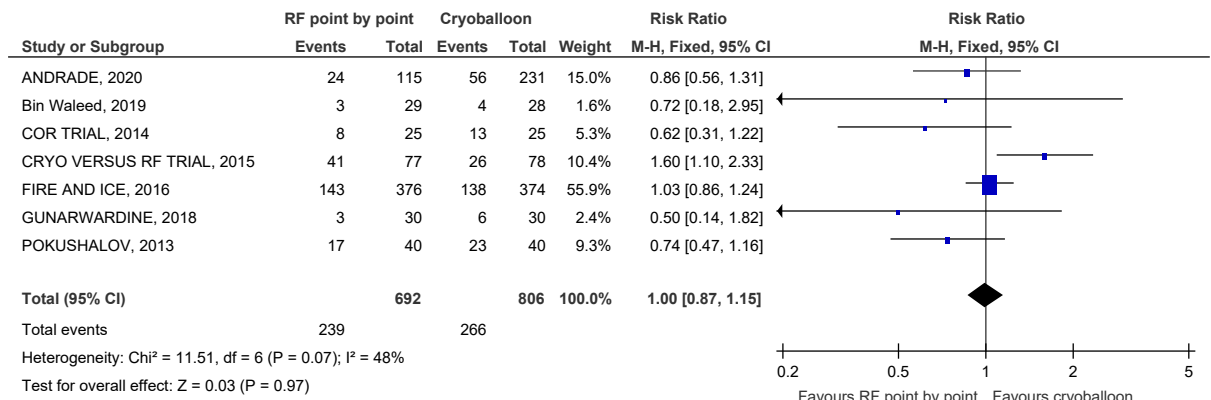 RF point by point Cryoballoon Risk Ratio Risk Ratio
Study or Subgroup Events Total Events Total Weight M-H, Fixed, 95% CI M-H, Fixed, 95% CI
ANDRADE, 2020 24 115 56 231 15.0% 0.86 [0.56, 1.31]
Bin Waleed, 2019 3 29 4 28 1.6% 0.72 [0.18, 2.95]
COR TRIAL, 2014 8 25 13 25 5.3% 0.62 [0.31, 1.22]
CRYO VERSUS RF TRIAL, 2015 41 77 26 78 10.4% 1.60 [1.10, 2.33]
FIRE AND ICE, 2016 143 376 138 374 55.9% 1.03 [0.86, 1.24]
GUNARWARDINE, 2018 3 30 6 30 2.4% 0.50 [0.14, 1.82]
POKUSHALOV, 2013 17 40 23 40 9.3% 0.74 [0.47, 1.16]
Total (95% CI) 692 806 100.0% 1.00 [0.87, 1.15]
Total events 239 266
Heterogeneity: Chi² = 11.51, df = 6 (P = 0.07); I² = 48%
Test for overall effect: Z = 0.03 (P = 0.97)
0.2 0.5 1 2 5
Favours RF point by point Favours cryoballoon